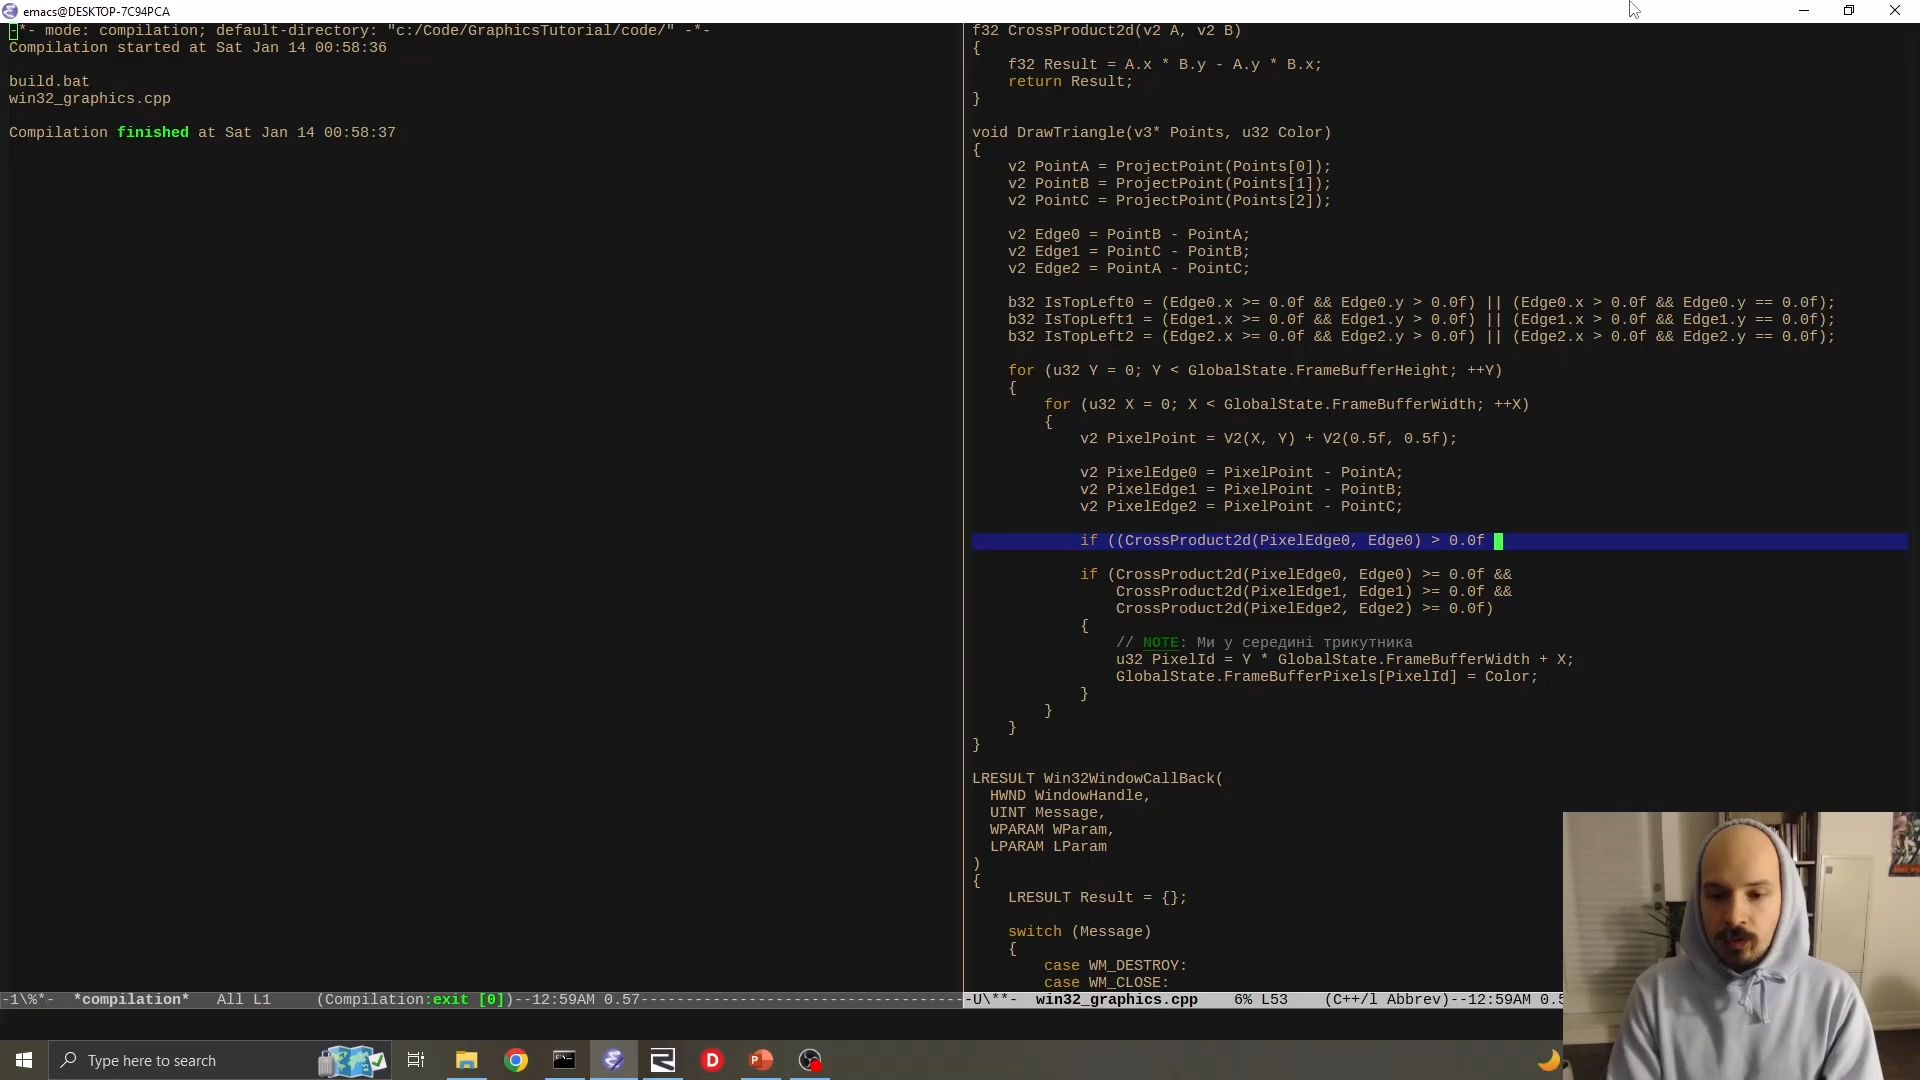 emacs@DESKTOP-7C94PCA
-*- mode: compilation; default-directory: "c:/Code/GraphicsTutorial/code/" -*-
Compilation started at Sat Jan 14 00:58:36
build.bat
win32_graphics.cpp
Compilation finished at Sat Jan 14 00:58:37
f32 CrossProduct2d(v2 A, v2 B)
{
f32 Result = A.x * B.y - A.y * B.x;
return Result;
}
void DrawTriangle(v3* Points, u32 Color)
{
v2 PointA = ProjectPoint(Points[0]);
v2 PointB = ProjectPoint(Points[1]);
v2 PointC = ProjectPoint(Points[2]);
v2 Edge0 = PointB - PointA;
v2 Edge1 = PointC - PointB;
v2 Edge2 = PointA - PointC;
b32 IsTopLeft0 = (Edge0.x >= 0.0f && Edge0.y > 0.0f) || (Edge0.x > 0.0f && Edge0.y == 0.0f);
b32 IsTopLeft1 = (Edge1.x >= 0.0f && Edge1.y > 0.0f) || (Edge1.x > 0.0f && Edge1.y == 0.0f);
b32 IsTopLeft2 = (Edge2.x >= 0.0f && Edge2.y > 0.0f) || (Edge2.x > 0.0f && Edge2.y == 0.0f);
for (u32 Y = 0; Y < GlobalState.FrameBufferHeight; ++Y)
{
for (u32 X = 0; X < GlobalState.FrameBufferWidth; ++X)
{
v2 PixelPoint = V2(X, Y) + V2(0.5f, 0.5f);
v2 PixelEdge0 = PixelPoint - PointA;
v2 PixelEdge1 = PixelPoint - PointB;
v2 PixelEdge2 = PixelPoint - PointC;
if ((CrossProduct2d(PixelEdge0, Edge0) > 0.0f
if (CrossProduct2d(PixelEdge0, Edge0) >= 0.0f &&
CrossProduct2d(PixelEdge1, Edge1) >= 0.0f &&
CrossProduct2d(PixelEdge2, Edge2) >= 0.0f)
{
// NOTE: Ми у середині трикутника
u32 PixelId = Y * GlobalState.FrameBufferWidth + X;
GlobalState.FrameBufferPixels[PixelId] = Color;
}
}
}
}
LRESULT Win32WindowCallBack(
HWND WindowHandle,
UINT Message,
WPARAM WParam,
LPARAM LParam
)
{
LRESULT Result = {};
switch (Message)
{
case WM_DESTROY:
case WM_CLOSE:
-1\%*- *compilation* All L1 (Compilation:exit [0])--12:59AM 0.57-------------------------------------
-U\**- win32_graphics.cpp 6% L53 (C++/l Abbrev)--12:59AM 0.5
Type here to search